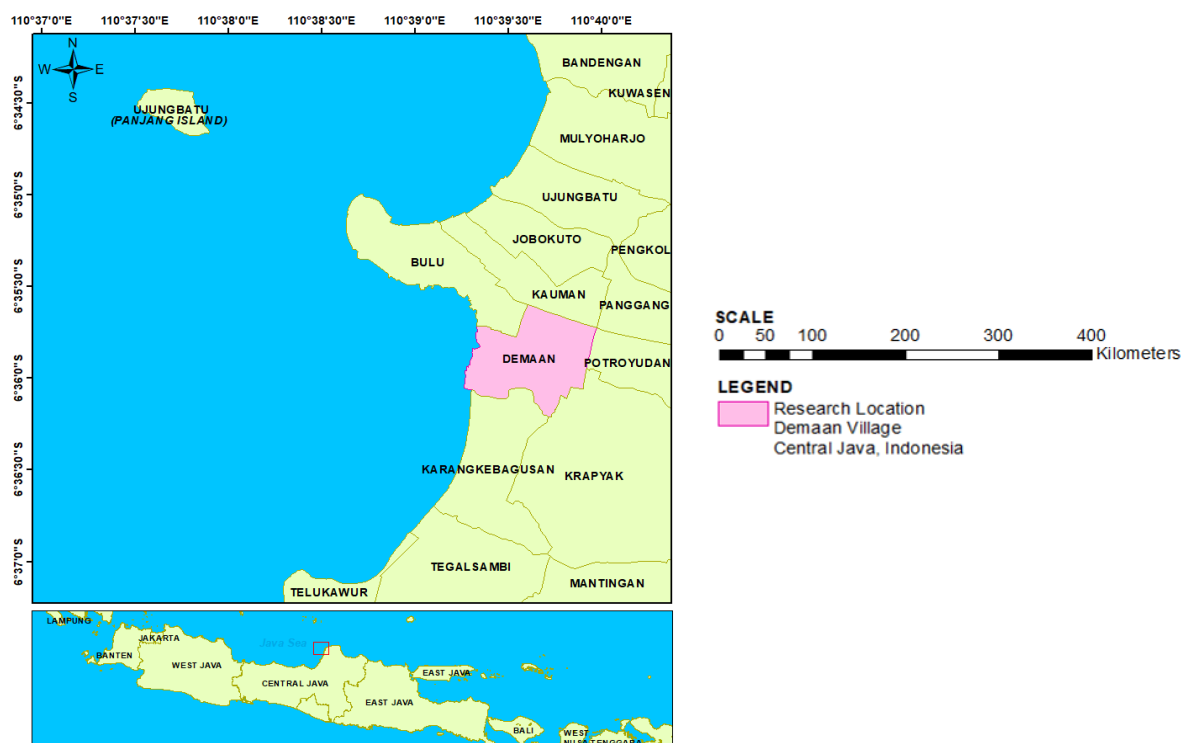 110°37'0"E 110°37'30"E 110°38'0"E 110°38'30"E 110°39'0"E 110°39'30"E 110°40'0"E
N
W E
S
6°34'30"S
6°35'0"S
6°35'30"S
6°36'0"S
6°36'30"S
6°37'0"S
BANDENGAN
KUWASEN
UJUNGBATU
(PANJANG ISLAND)
MULYOHARJO
UJUNGBATU
JOBOKUTO
PENGKOL
BULU
KAUMAN
PANGGANG
DEMAAN
POTROYUDAN
KARANGKEBAGUSAN
KRAPYAK
TEGALSAMBI
MANTINGAN
TELUKAWUR
SCALE
0 50 100 200 300 400
Kilometers
LEGEND
Research Location
Demaan Village
Central Java, Indonesia
LAMPUNG
JAKARTA
BANTEN
WEST JAVA
Java Sea
CENTRAL JAVA
EAST JAVA
EAST JAVA
BALI
WEST
NUSA TENGGARA